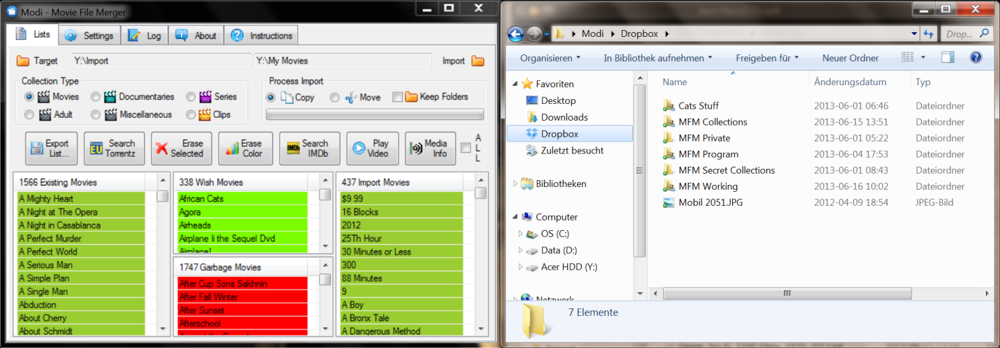 Modi - Movie File Merger
Lists Settings Log About Instructions
Target Y:\Import Y:\My Movies Import
Collection Type
Movies Documentaries Series
Adult Miscellaneous Clips
Process Import
Copy Move Keep Folders
Export List...
Search Torrentz
Erase Selected
Erase Color
Search IMDb
Play Video
Media Info
ALL
1566 Existing Movies
A Mighty Heart
A Night at The Opera
A Night in Casablanca
A Perfect Murder
A Perfect World
A Serious Man
A Simple Plan
A Single Man
Abduction
About Cherry
About Schmidt
338 Wish Movies
African Cats
Agora
Airheads
Airplane Ii the Sequel Dvd
Airplane!
1747 Garbage Movies
After Cup Sons Sakhnin
After Fall Winter
After Sunset
Afterschool
437 Import Movies
$9 99
16 Blocks
2012
25Th Hour
30 Minutes or Less
300
88 Minutes
9
A Boy
A Bronx Tale
A Dangerous Method
Modi Dropbox
Drop...
Organisieren In Bibliothek aufnehmen Freigeben für Neuer Ordner
Favoriten
Desktop
Downloads
Dropbox
Zuletzt besucht
Bibliotheken
Computer
OS (C:)
Data (D:)
Acer HDD (Y:)
Netzwerk
Name Änderungsdatum Typ
Cats Stuff 2013-06-01 06:46 Dateiordner
MFM Collections 2013-06-15 13:51 Dateiordner
MFM Private 2013-06-01 05:22 Dateiordner
MFM Program 2013-06-04 17:53 Dateiordner
MFM Secret Collections 2013-06-01 08:43 Dateiordner
MFM Working 2013-06-16 10:02 Dateiordner
Mobil 2051.JPG 2012-04-09 18:54 JPEG-Bild
7 Elemente